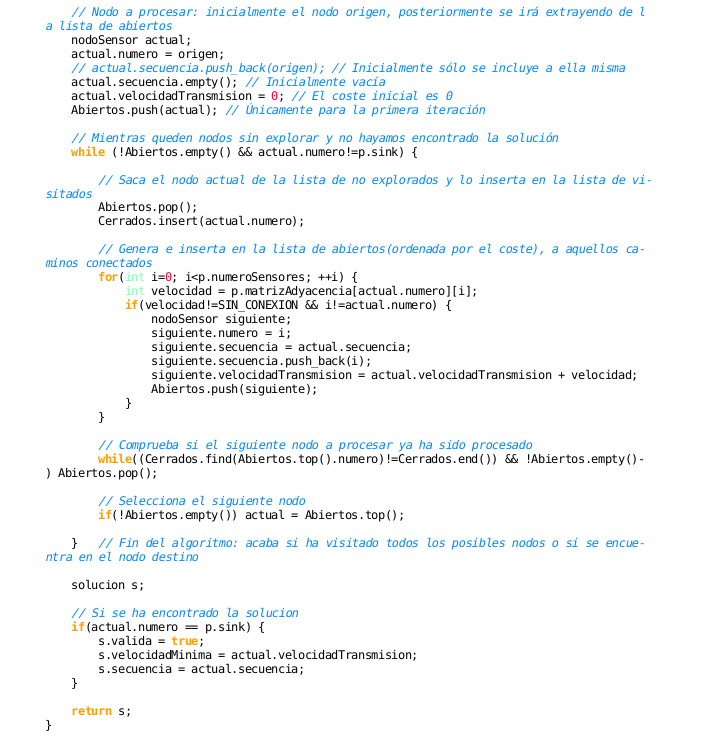 // Nodo a procesar: inicialmente el nodo origen, posteriormente se irá extrayendo de l
a lista de abiertos
nodoSensor actual;
actual.numero = origen;
// actual.secuencia.push_back(origen); // Inicialmente sólo se incluye a ella misma
actual.secuencia.empty(); // Inicialmente vacía
actual.velocidadTransmision = 0; // El coste inicial es 0
Abiertos.push(actual); // Únicamente para la primera iteración
// Mientras queden nodos sin explorar y no hayamos encontrado la solución
while (!Abiertos.empty() && actual.numero!=p.sink) {
// Saca el nodo actual de la lista de no explorados y lo inserta en la lista de vi-
sitados
Abiertos.pop();
Cerrados.insert(actual.numero);
// Genera e inserta en la lista de abiertos(ordenada por el coste), a aquellos ca-
minos conectados
for(int i=0; i<p.numeroSensores; ++i) {
int velocidad = p.matrizAdyacencia[actual.numero][i];
if(velocidad!=SIN_CONEXION && i!=actual.numero) {
nodoSensor siguiente;
siguiente.numero = i;
siguiente.secuencia = actual.secuencia;
siguiente.secuencia.push_back(i);
siguiente.velocidadTransmision = actual.velocidadTransmision + velocidad;
Abiertos.push(siguiente);
}
}
// Comprueba si el siguiente nodo a procesar ya ha sido procesado
while((Cerrados.find(Abiertos.top().numero)!=Cerrados.end()) && !Abiertos.empty()-
) Abiertos.pop();
// Selecciona el siguiente nodo
if(!Abiertos.empty()) actual = Abiertos.top();
} // Fin del algoritmo: acaba si ha visitado todos los posibles nodos o si se encue-
ntra en el nodo destino
solucion s;
// Si se ha encontrado la solucion
if(actual.numero == p.sink) {
s.valida = true;
s.velocidadMinima = actual.velocidadTransmision;
s.secuencia = actual.secuencia;
}
return s;
}